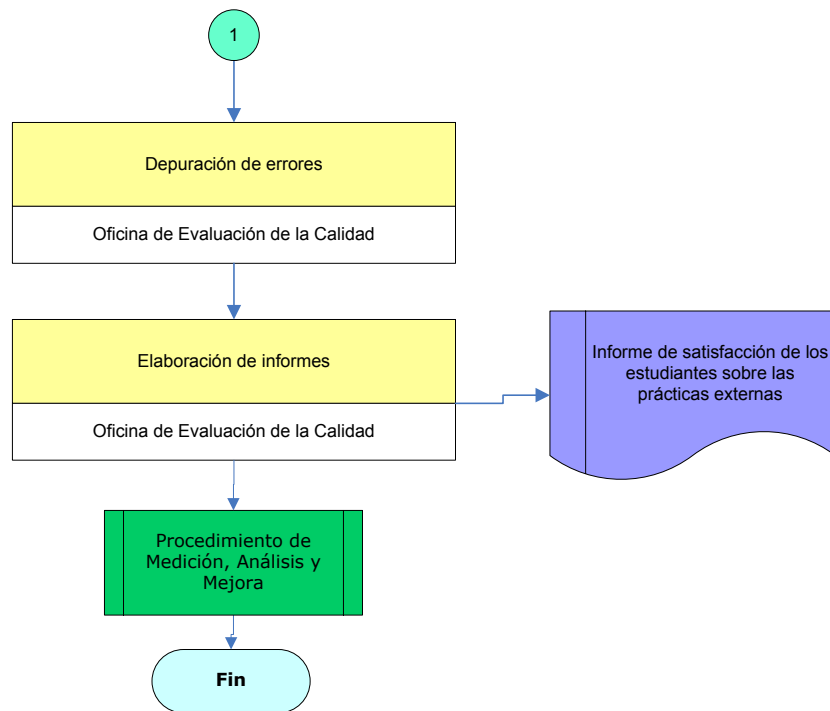 1
Depuración de errores
Oficina de Evaluación de la Calidad
Elaboración de informes
Oficina de Evaluación de la Calidad
Informe de satisfacción de los
estudiantes sobre las
prácticas externas
Procedimiento de
Medición, Análisis y
Mejora
Fin